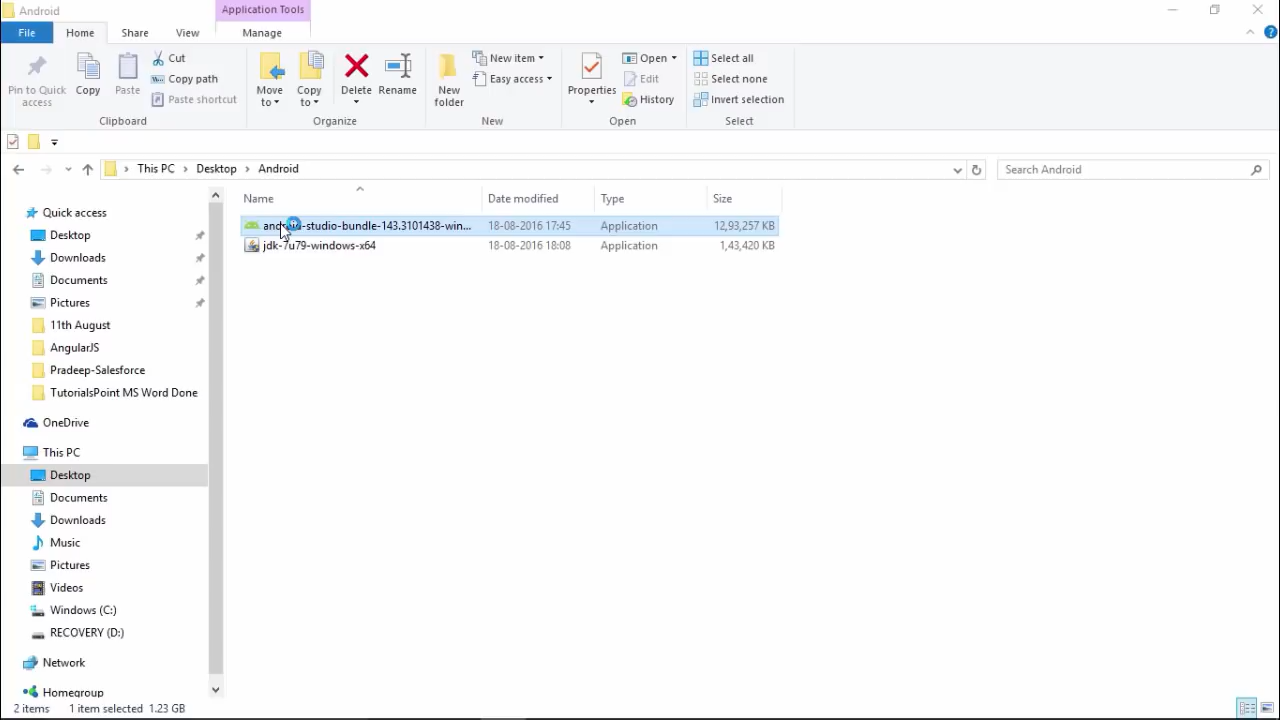 Android
Application Tools
File
Home
Share
View
Manage
Pin to Quick access
Copy
Paste
Cut
Copy path
Paste shortcut
Clipboard
Move to
Copy to
Delete
Rename
Organize
New folder
New item
Easy access
New
Properties
Open
Edit
History
Open
Select all
Select none
Invert selection
Select
This PC
Desktop
Android
Search Android
Name
Date modified
Type
Size
android-studio-bundle-143.3101438-win...
18-08-2016 17:45
Application
12,93,257 KB
jdk-7u79-windows-x64
18-08-2016 18:08
Application
1,43,420 KB
Quick access
Desktop
Downloads
Documents
Pictures
11th August
AngularJS
Pradeep-Salesforce
TutorialsPoint MS Word Done
OneDrive
This PC
Desktop
Documents
Downloads
Music
Pictures
Videos
Windows (C:)
RECOVERY (D:)
Network
Homegroup
2 items
1 item selected 1.23 GB